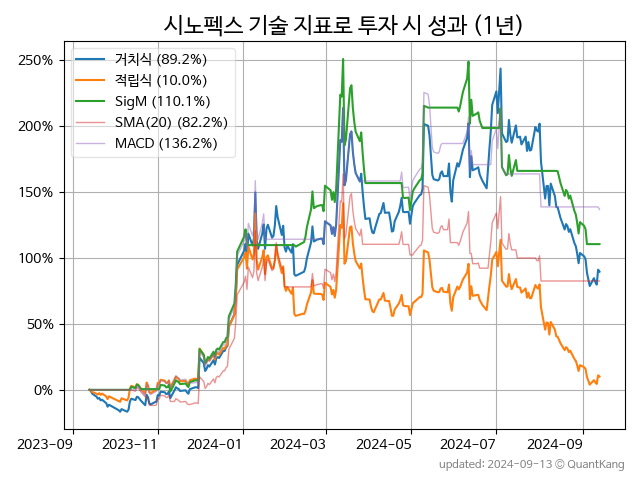 시노펙스 기술 지표로 투자 시 성과 (1년)
250%
200%
150%
100%
50%
0%
거치식 (89.2%)
적립식 (10.0%)
SigM (110.1%)
SMA(20) (82.2%)
MACD (136.2%)
2023-09
2023-11
2024-01
2024-03
2024-05
2024-07
2024-09
updated: 2024-09-13 ⓒ QuantKang